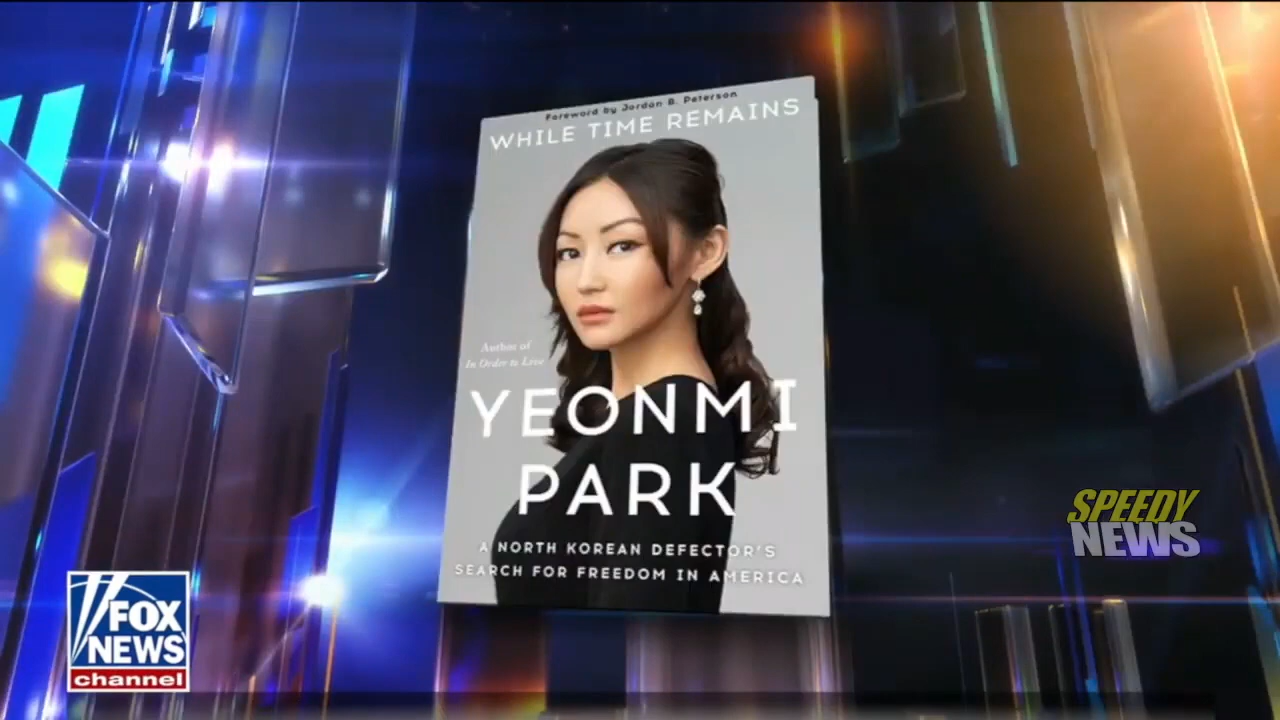 Foreword by Jordan B. Peterson
WHILE TIME REMAINS
Author of
In Order to Live
YEONMI
PARK
A NORTH KOREAN DEFECTOR'S
SEARCH FOR FREEDOM IN AMERICA
SPEEDY
NEWS
FOX
NEWS
channel